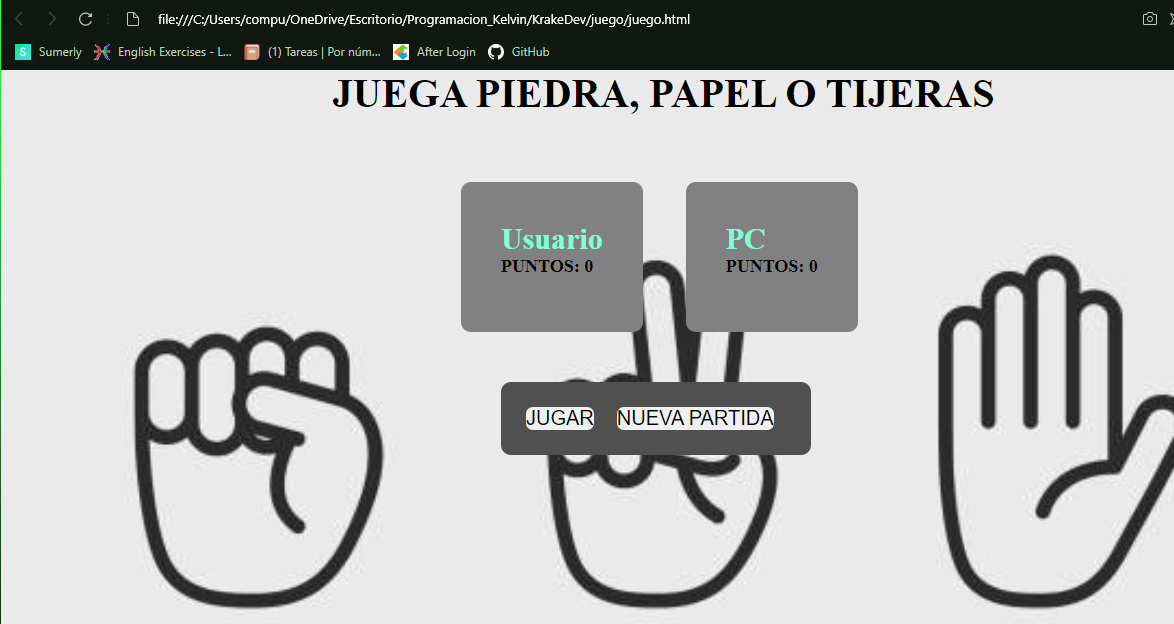 file:///C:/Users/compu/OneDrive/Escritorio/Programacion_Kelvin/KrakeDev/juego/juego.html
S Sumerly English Exercises - L... (1) Tareas | Por núm... After Login GitHub
JUEGA PIEDRA, PAPEL O TIJERAS
Usuario
PUNTOS: 0
PC
PUNTOS: 0
JUGAR NUEVA PARTIDA